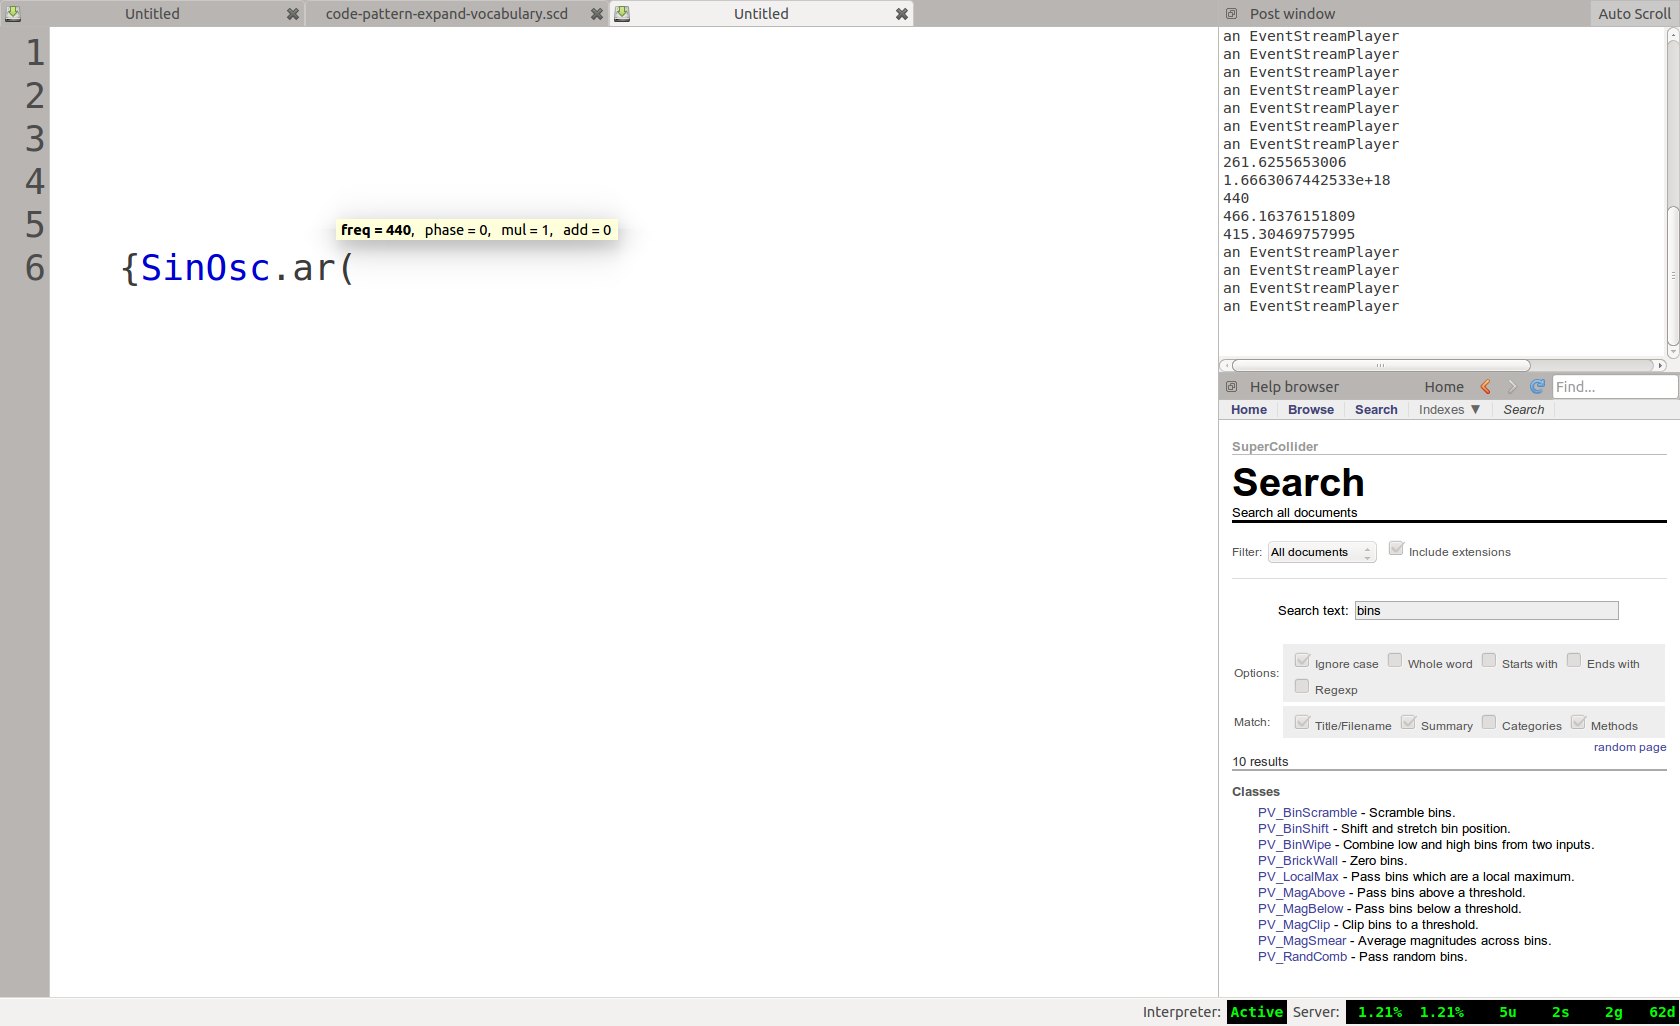 Untitled
code-pattern-expand-vocabulary.scd
Untitled
1
2
3
4
5
6
freq = 440, phase = 0, mul = 1, add = 0
{SinOsc.ar(
Post window
Auto Scroll
an EventStreamPlayer
an EventStreamPlayer
an EventStreamPlayer
an EventStreamPlayer
an EventStreamPlayer
an EventStreamPlayer
an EventStreamPlayer
261.6255653006
1.6663067442533e+18
440
466.16376151809
415.30469757995
an EventStreamPlayer
an EventStreamPlayer
an EventStreamPlayer
an EventStreamPlayer
Help browser
Home
Find...
Home Browse Search Indexes ▼ Search
SuperCollider
Search
Search all documents
Filter: All documents Include extensions
Search text: bins
Options: Ignore case Whole word Starts with Ends with
Regexp
Match: Title/Filename Summary Categories Methods
random page
10 results
Classes
PV_BinScramble - Scramble bins.
PV_BinShift - Shift and stretch bin position.
PV_BinWipe - Combine low and high bins from two inputs.
PV_BrickWall - Zero bins.
PV_LocalMax - Pass bins which are a local maximum.
PV_MagAbove - Pass bins above a threshold.
PV_MagBelow - Pass bins below a threshold.
PV_MagClip - Clip bins to a threshold.
PV_MagSmear - Average magnitudes across bins.
PV_RandComb - Pass random bins.
Interpreter: Active Server: 1.21% 1.21% 5u 2s 2g 62d